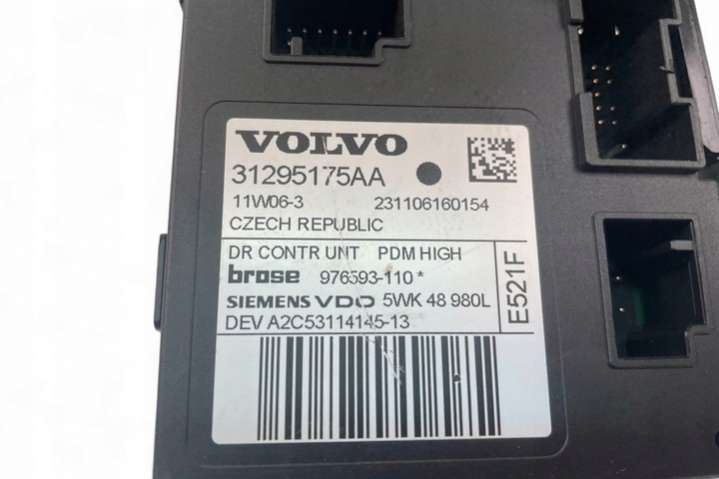 VOLVO
31295175AA
11W06-3 231106160154
CZECH REPUBLIC
DR CONTR UNT PDM HIGH
brose 976593-110*
SIEMENS VDO 5WK 48 980L
DEV A2C53114145-13
E521F